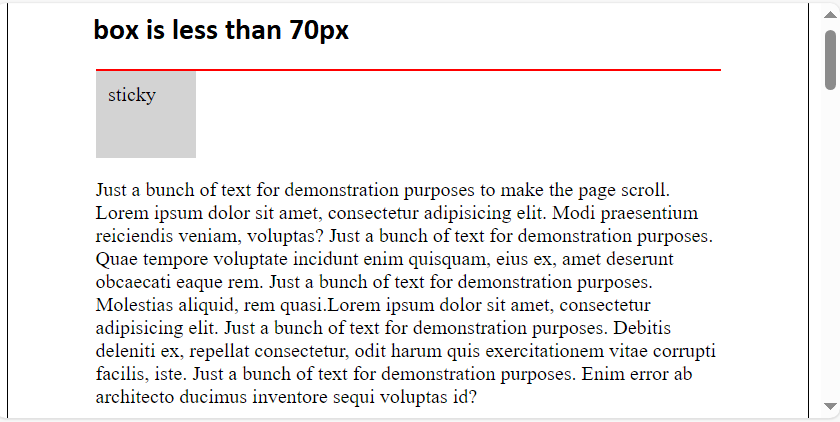 box is less than 70px
sticky
Just a bunch of text for demonstration purposes to make the page scroll.
Lorem ipsum dolor sit amet, consectetur adipisicing elit. Modi praesentium
reiciendis veniam, voluptas? Just a bunch of text for demonstration purposes.
Quae tempore voluptate incidunt enim quisquam, eius ex, amet deserunt
obcaecati eaque rem. Just a bunch of text for demonstration purposes.
Molestias aliquid, rem quasi.Lorem ipsum dolor sit amet, consectetur
adipisicing elit. Just a bunch of text for demonstration purposes. Debitis
deleniti ex, repellat consectetur, odit harum quis exercitationem vitae corrupti
facilis, iste. Just a bunch of text for demonstration purposes. Enim error ab
architecto ducimus inventore sequi voluptas id?